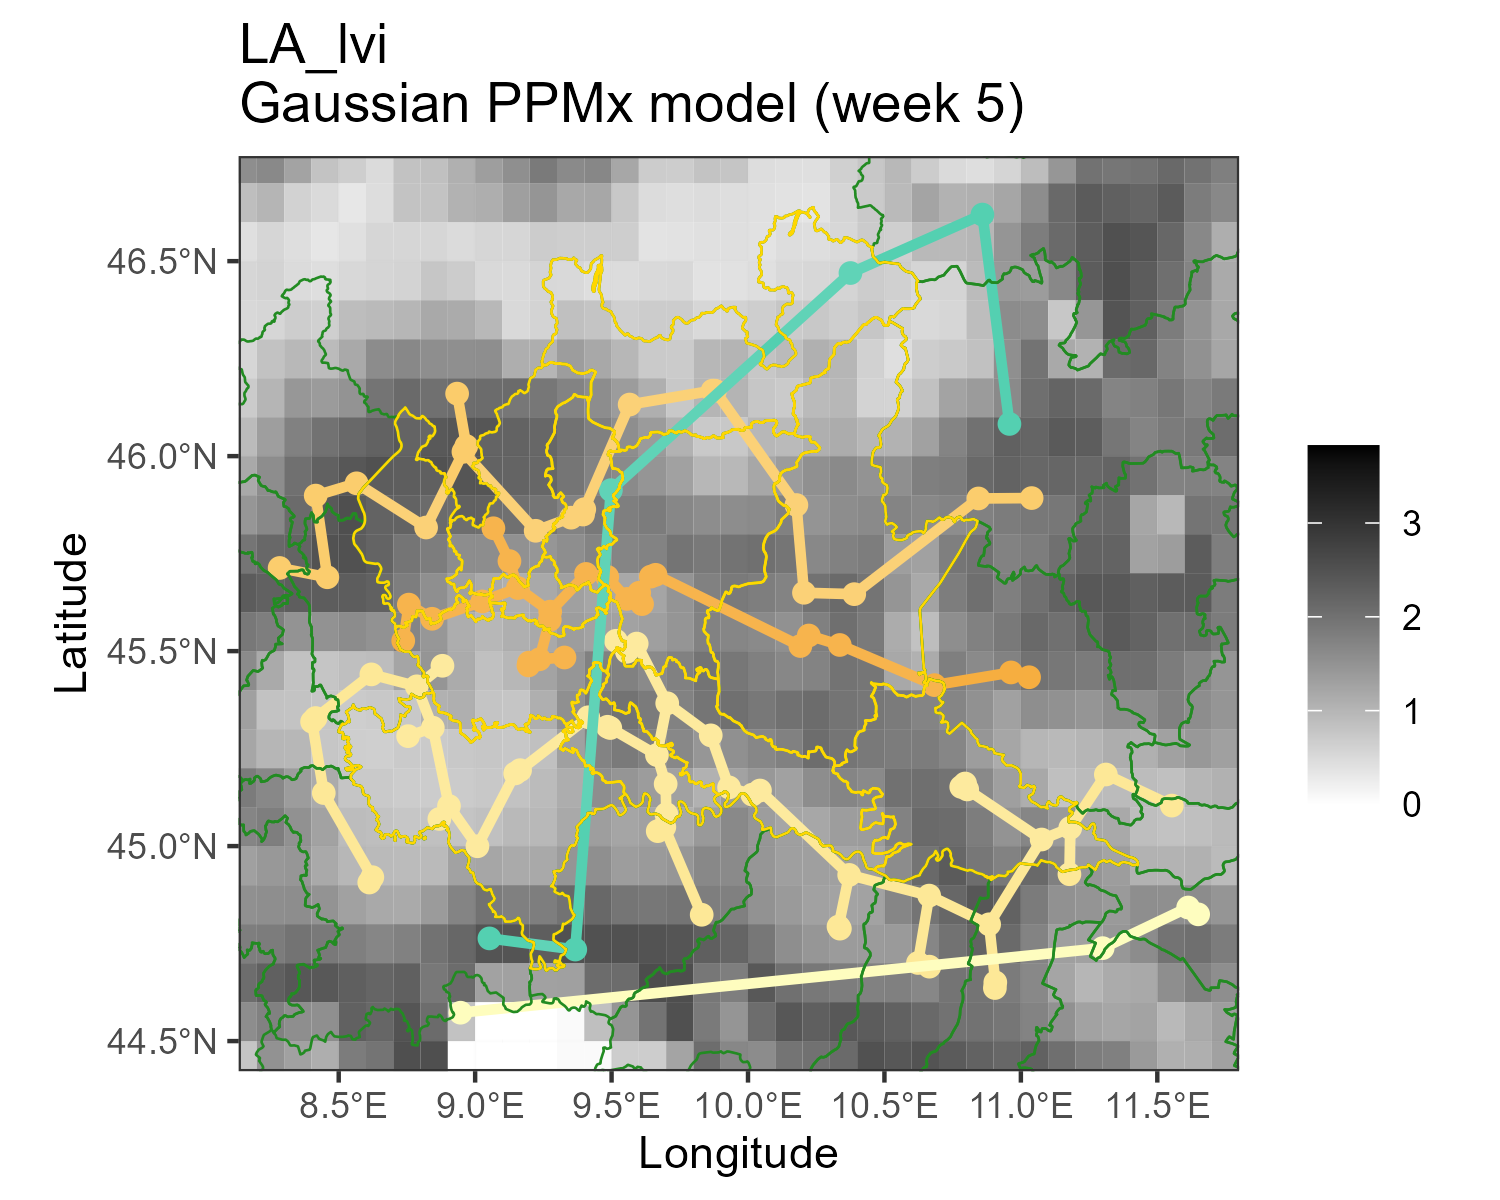 LA_lvi
Gaussian PPMx model (week 5)
46.5°N
46.0°N
45.5°N
45.0°N
44.5°N
Latitude
8.5°E 9.0°E 9.5°E 10.0°E 10.5°E 11.0°E 11.5°E
Longitude
3
2
1
0